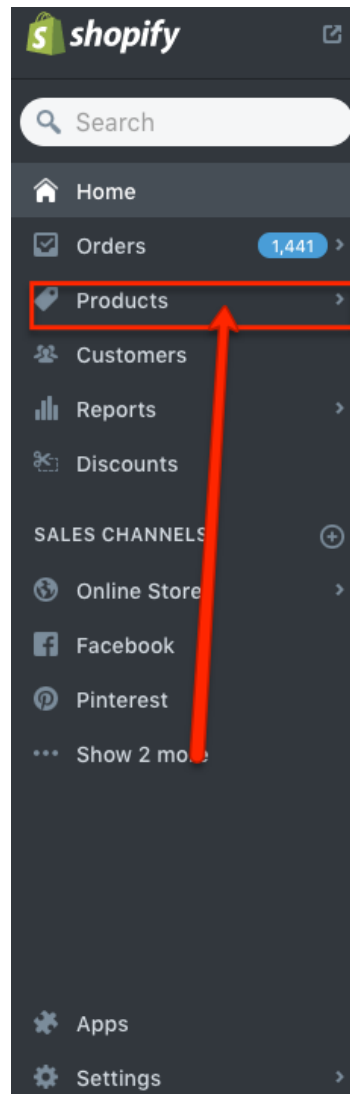 shopify
Search
Home
Orders 1,441
Products
Customers
Reports
Discounts
SALES CHANNELS
Online Store
Facebook
Pinterest
Show 2 more
Apps
Settings